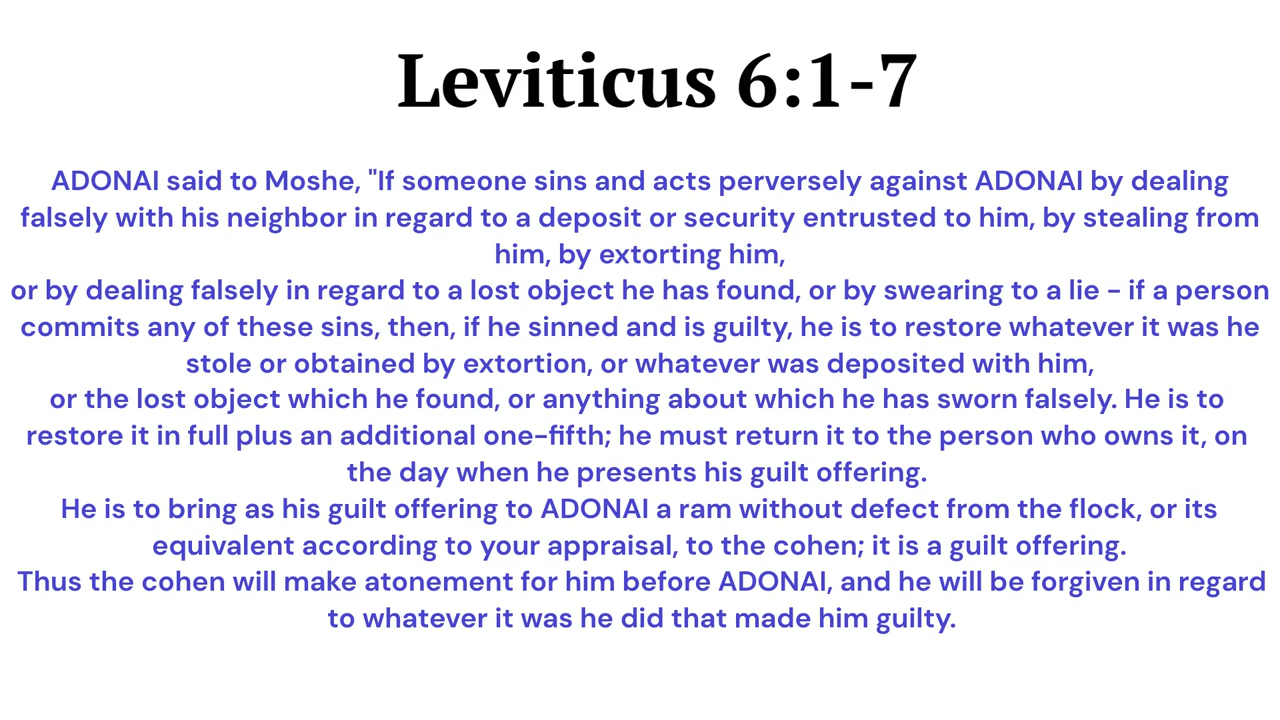 Leviticus 6:1-7
ADONAI said to Moshe, "If someone sins and acts perversely against ADONAI by dealing
falsely with his neighbor in regard to a deposit or security entrusted to him, by stealing from
him, by extorting him,
or by dealing falsely in regard to a lost object he has found, or by swearing to a lie - if a person
commits any of these sins, then, if he sinned and is guilty, he is to restore whatever it was he
stole or obtained by extortion, or whatever was deposited with him,
or the lost object which he found, or anything about which he has sworn falsely. He is to
restore it in full plus an additional one-fifth; he must return it to the person who owns it, on
the day when he presents his guilt offering.
He is to bring as his guilt offering to ADONAI a ram without defect from the flock, or its
equivalent according to your appraisal, to the cohen; it is a guilt offering.
Thus the cohen will make atonement for him before ADONAI, and he will be forgiven in regard
to whatever it was he did that made him guilty.